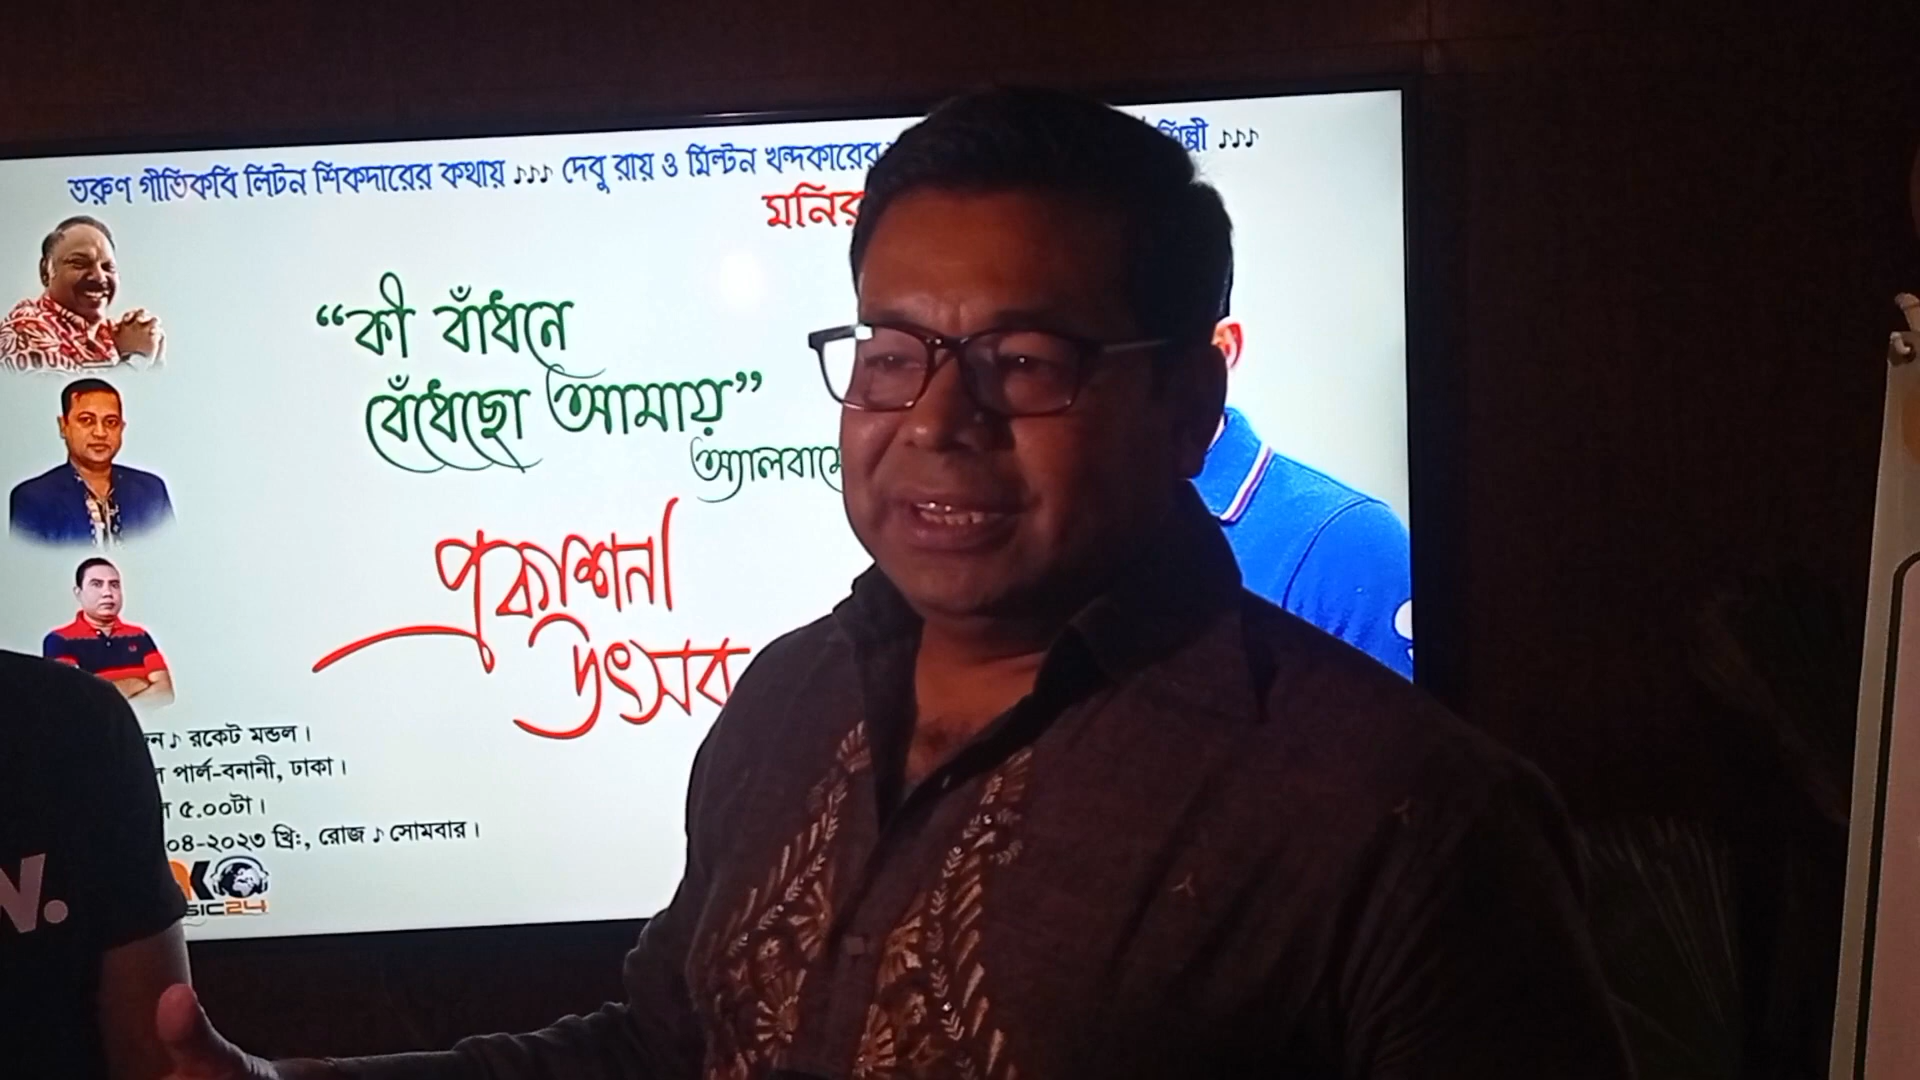 তরুণ গীতিকবি লিটন শিকদারের কথায় ♪♪♪ দেবু রায় ও মিল্টন খন্দকারের শিল্পী ♪♪♪
মনির
“কী বাঁধনে
বেঁধেছো আমায়”
অ্যালবামে
প্রকাশনা
উৎসব
ন ♪ রকেট মন্ডল।
ল পার্ল-বনানী, ঢাকা।
৫.০০টা।
০৪-২০২৩ খ্রিঃ, রোজ ♪ সোমবার।
SIC24
W.